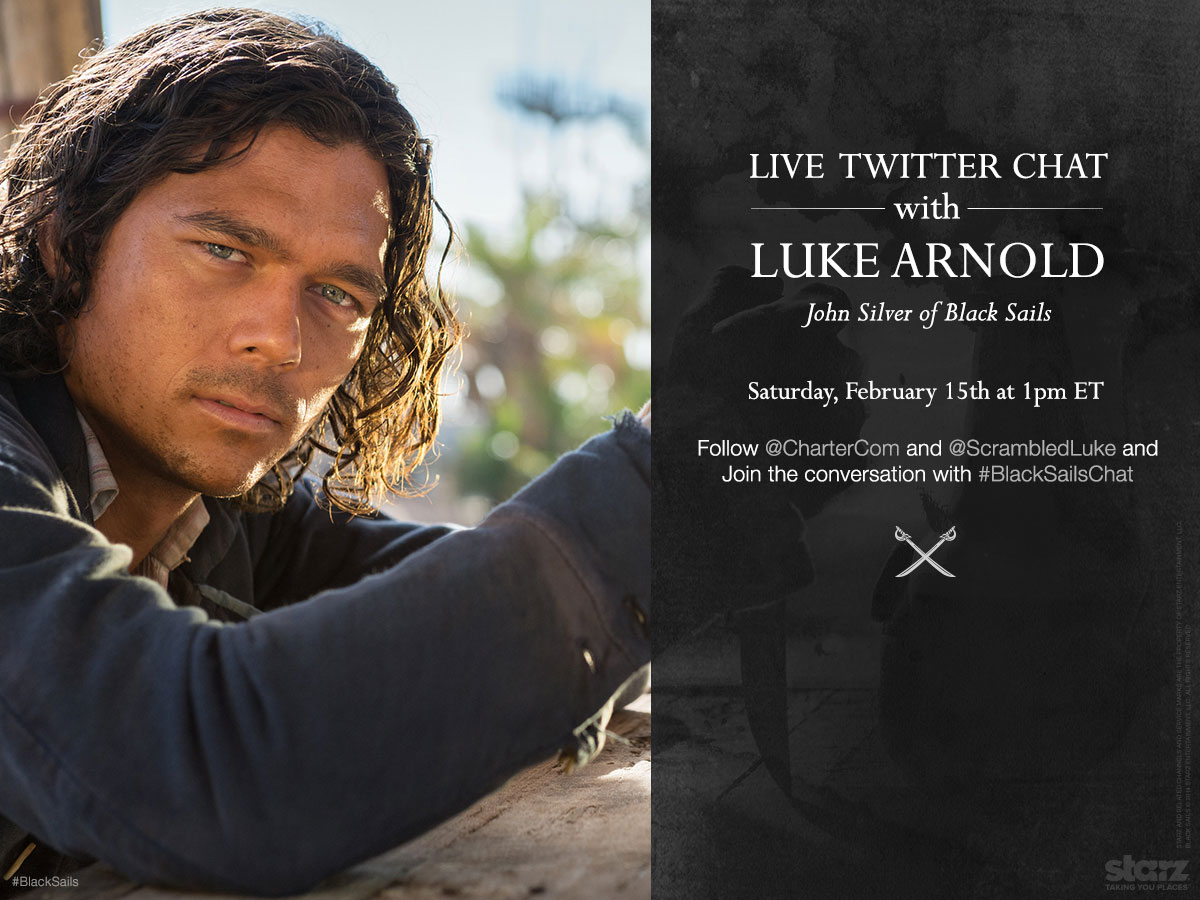 LIVE TWITTER CHAT
with
LUKE ARNOLD
John Silver of Black Sails
Saturday, February 15th at 1pm ET
Follow @CharterCom and @ScrambledLuke and
Join the conversation with #BlackSailsChat
#BlackSails
starz
TAKING YOU PLACES